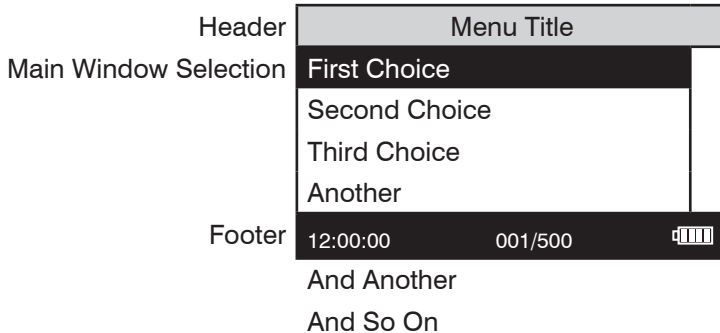 Header Menu Title
Main Window Selection First Choice
Second Choice
Third Choice
Another
Footer 12:00:00 001/500
And Another
And So On